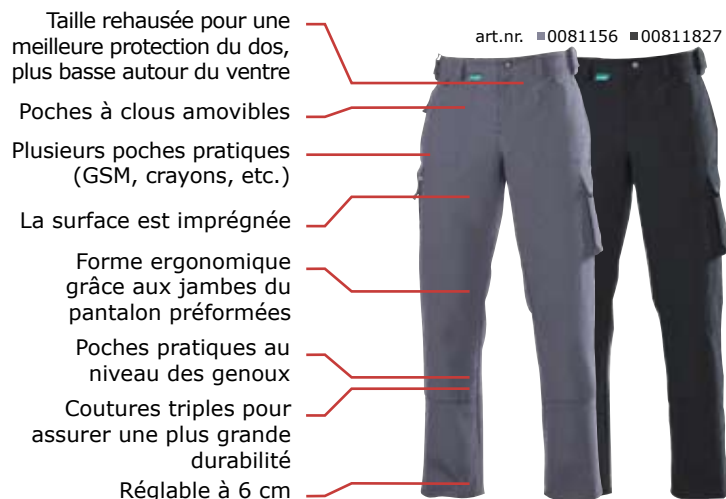 Taille rehausée pour une
meilleure protection du dos,
plus basse autour du ventre
art.nr. 0081156 00811827
Poches à clous amovibles
Plusieurs poches pratiques
(GSM, crayons, etc.)
La surface est imprégnée
Forme ergonomique
grâce aux jambes du
pantalon préformées
Poches pratiques au
niveau des genoux
Coutures triples pour
assurer une plus grande
durabilité
Réglable à 6 cm